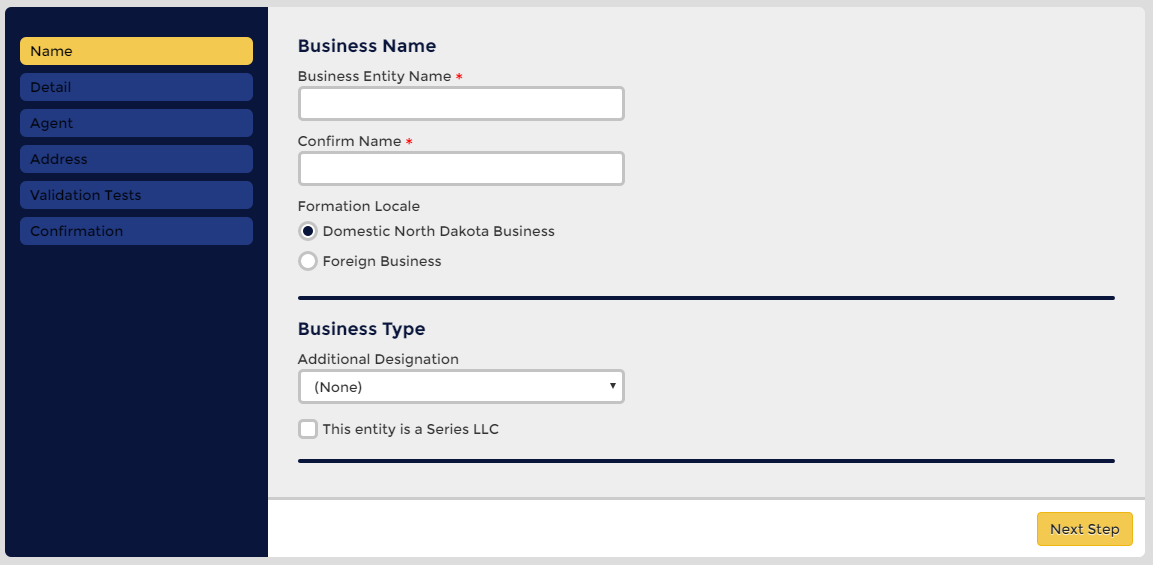 Name
Detail
Agent
Address
Validation Tests
Confirmation
Business Name
Business Entity Name *
Confirm Name *
Formation Locale
Domestic North Dakota Business
Foreign Business
Business Type
Additional Designation
(None)
This entity is a Series LLC
Next Step